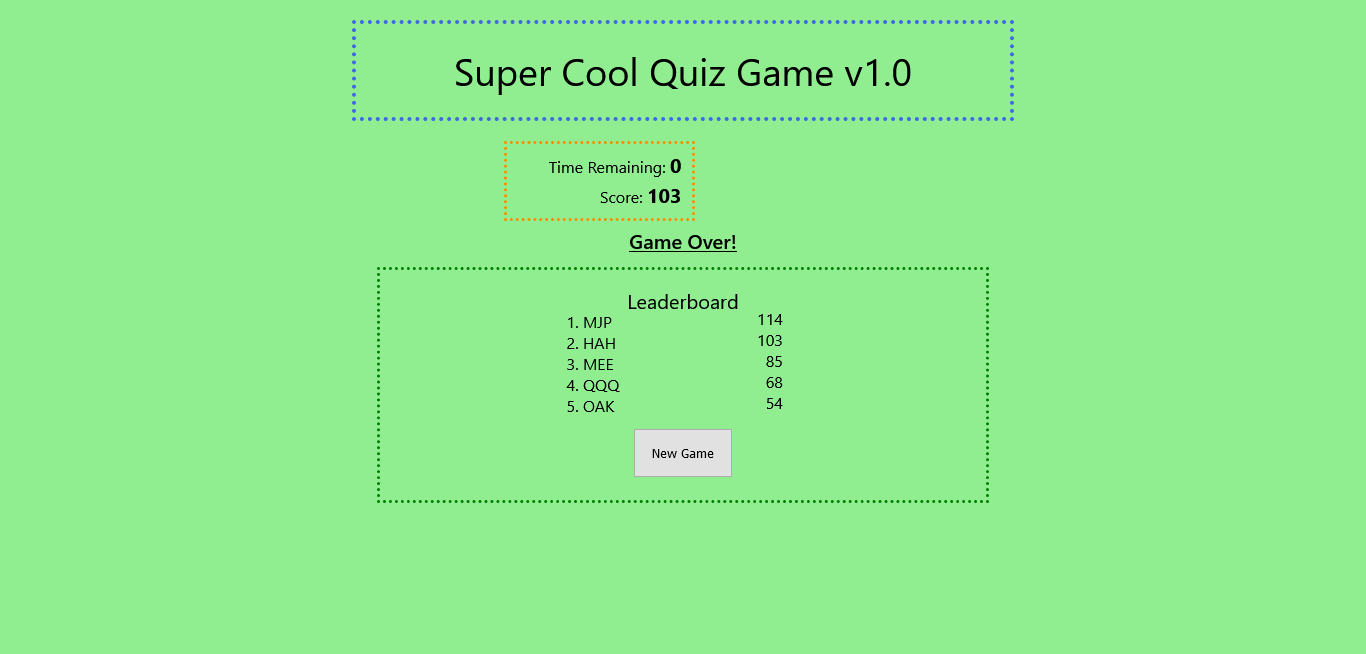 Super Cool Quiz Game v1.0
Time Remaining: 0
Score: 103
Game Over!
Leaderboard
1. MJP 114
2. HAH 103
3. MEE 85
4. QQQ 68
5. OAK 54
New Game